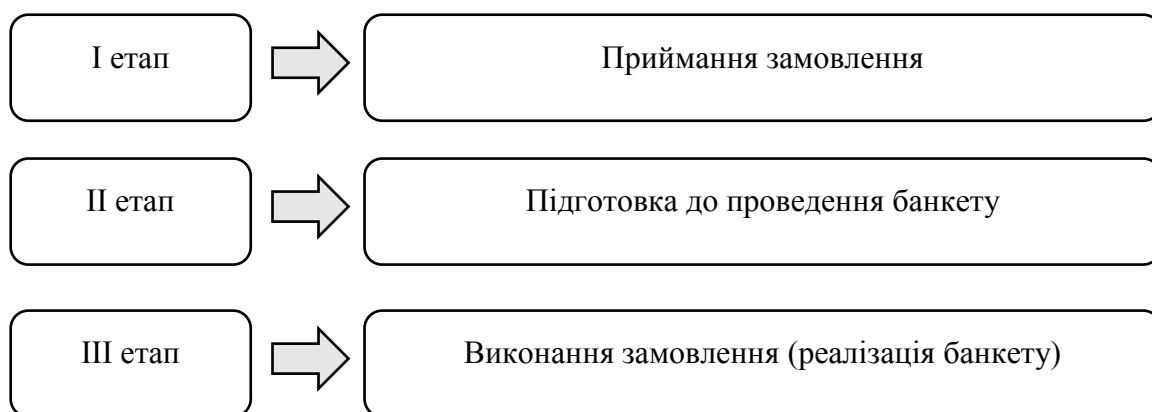 І етап
Приймання замовлення
ІІ етап
Підготовка до проведення банкету
ІІІ етап
Виконання замовлення (реалізація банкету)